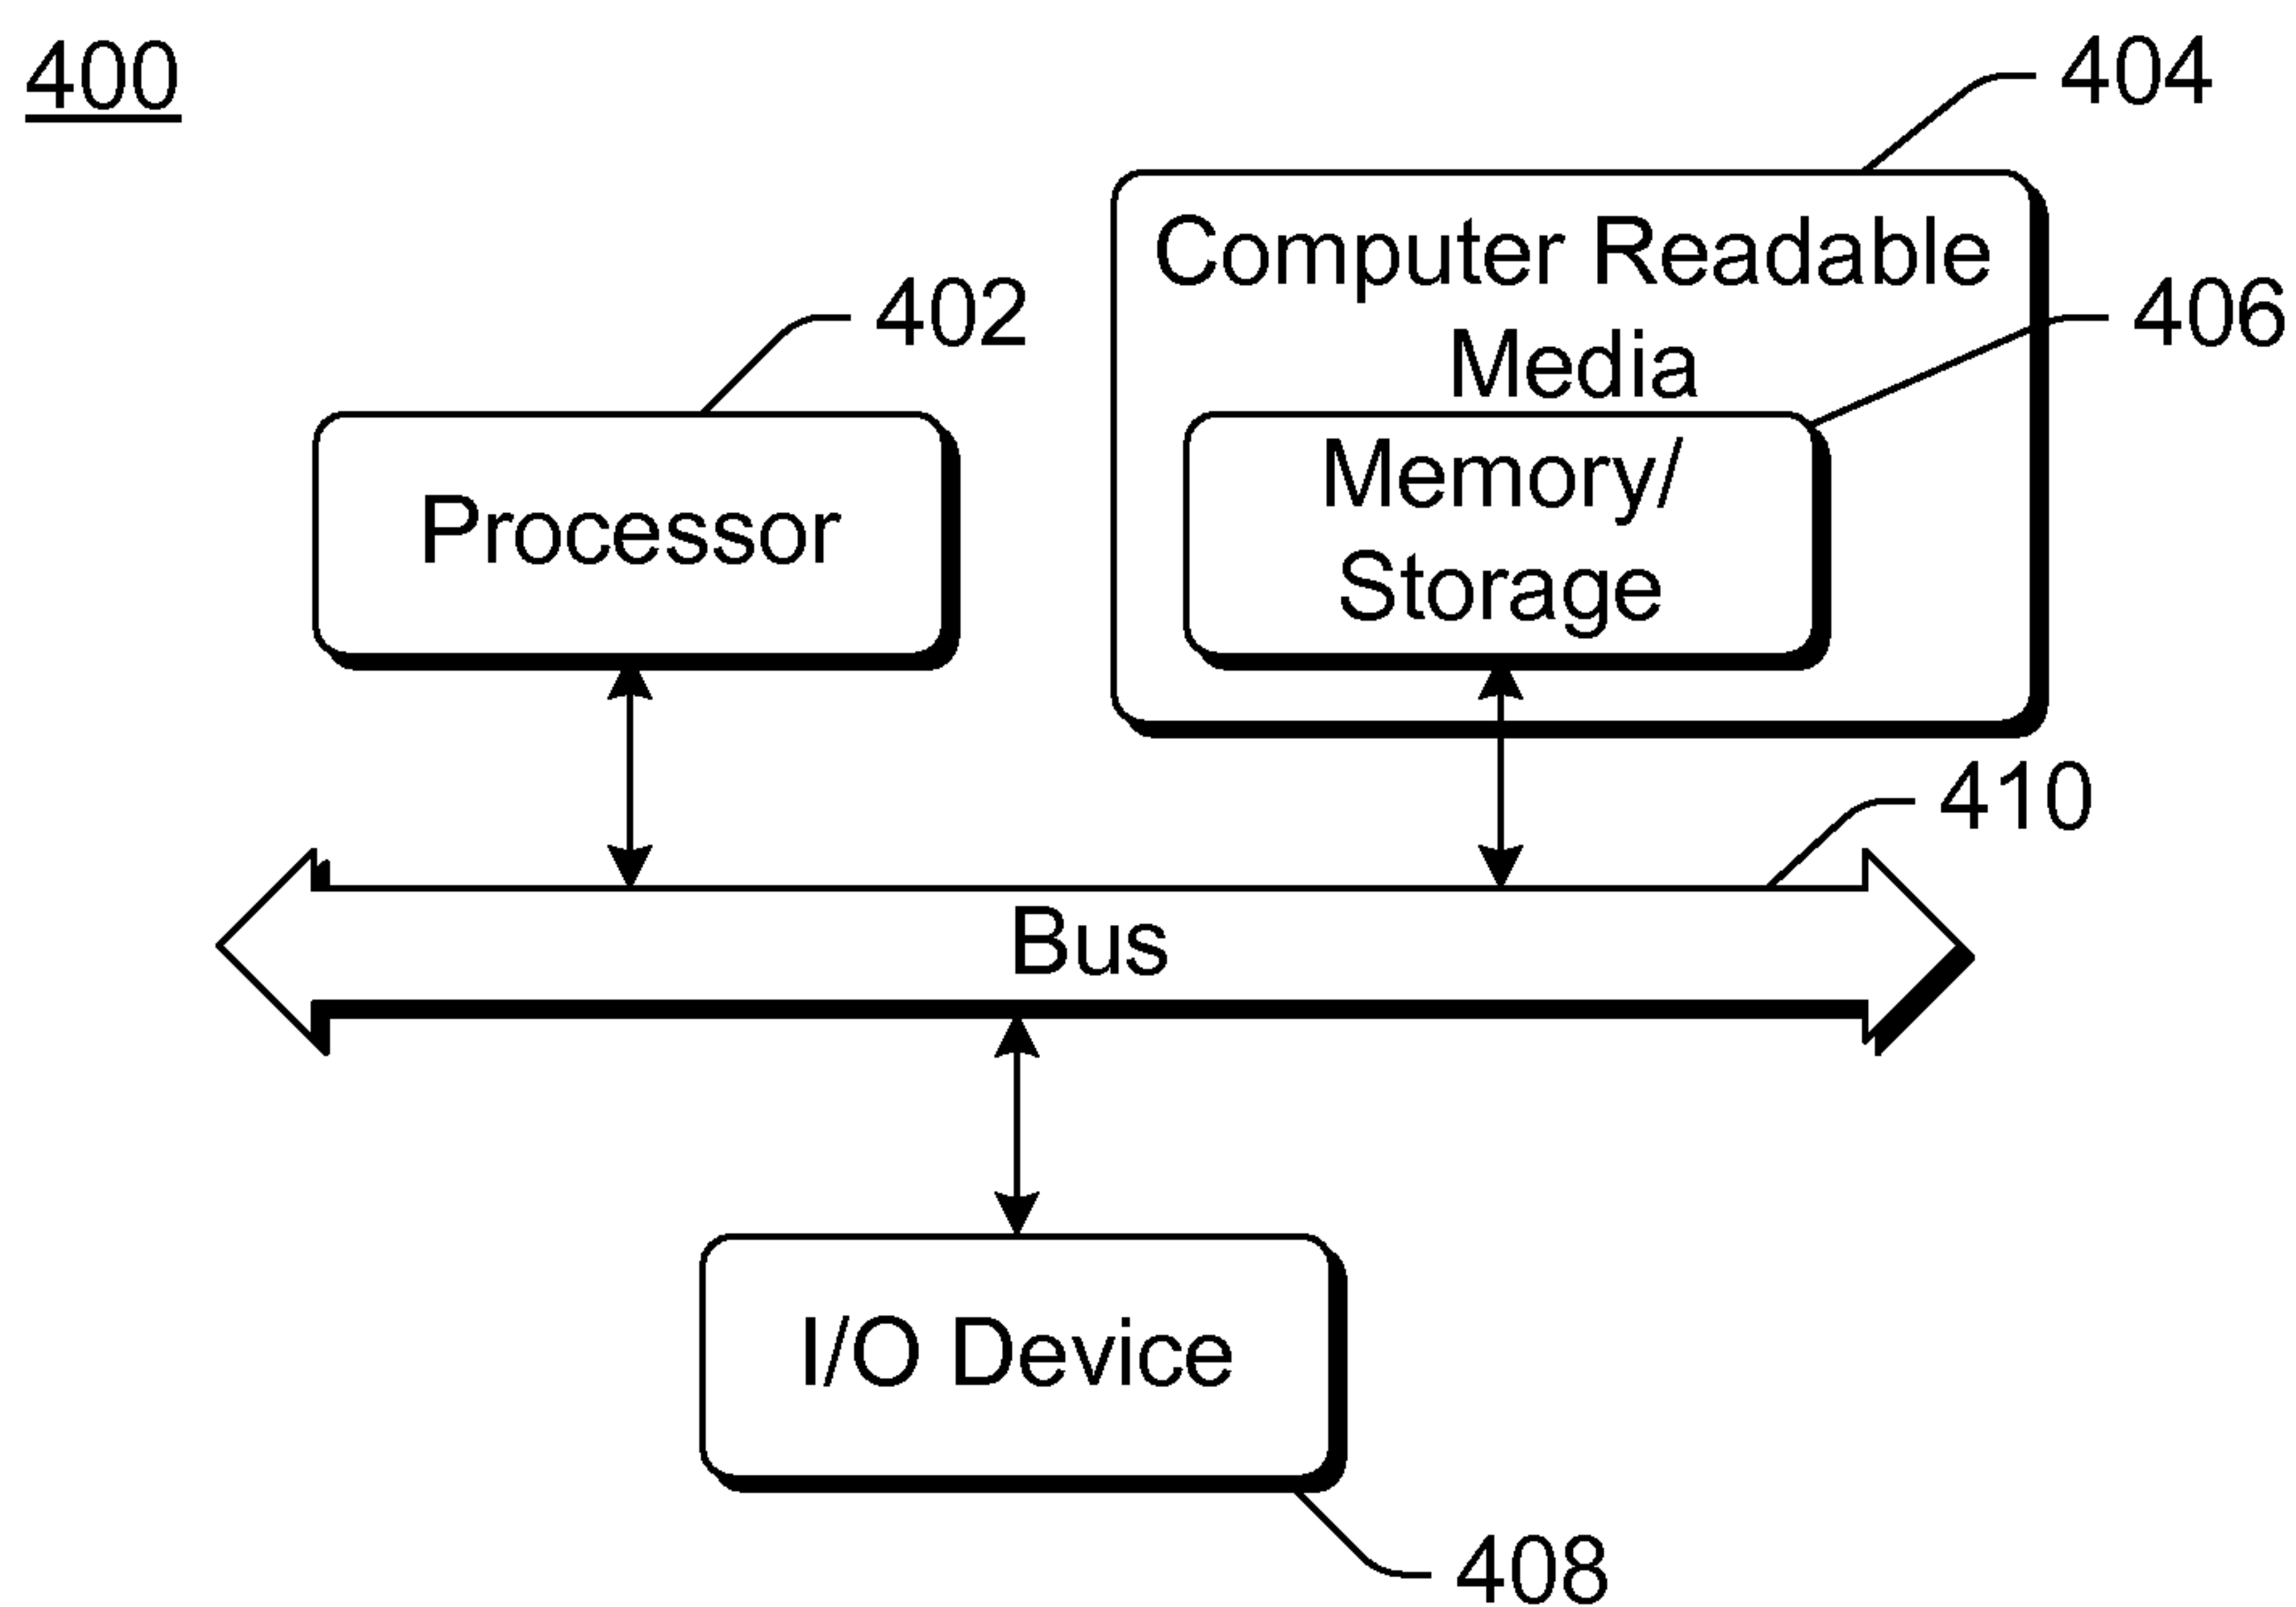 400
404
Computer Readable
Media
406
402
Processor
Memory/
Storage
410
Bus
I/O Device
408